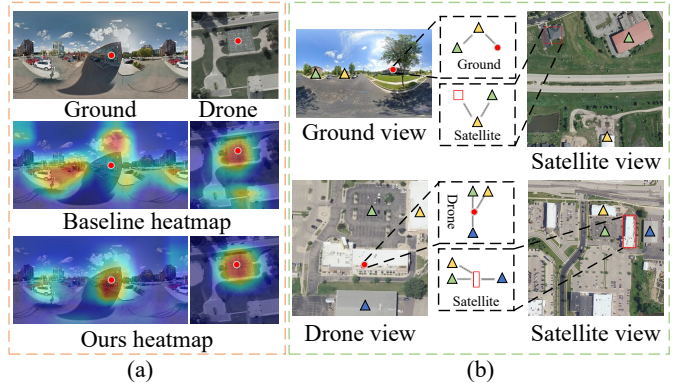 Ground
Drone
Baseline heatmap
Ours heatmap
(a)
Ground
Satellite
Ground view
Satellite view
Drone
Satellite
Drone view
Satellite view
(b)